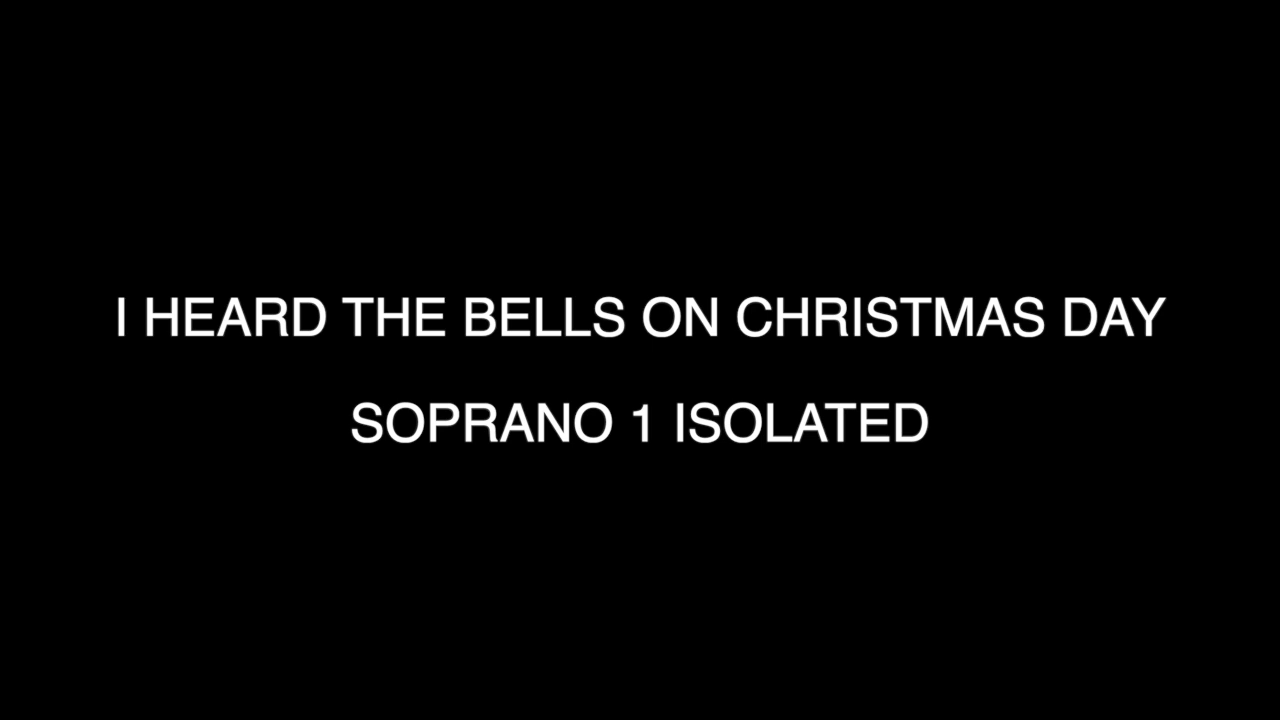 I HEARD THE BELLS ON CHRISTMAS DAY
SOPRANO 1 ISOLATED